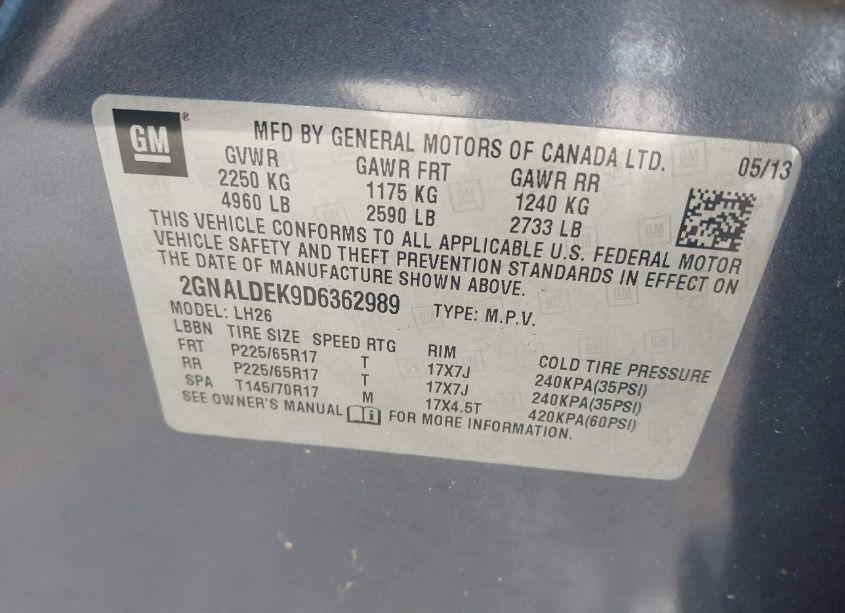 GM ®
MFD BY GENERAL MOTORS OF CANADA LTD. 05/13
GVWR GAWR FRT GAWR RR
2250 KG 1175 KG 1240 KG
4960 LB 2590 LB 2733 LB
THIS VEHICLE CONFORMS TO ALL APPLICABLE U.S. FEDERAL MOTOR
VEHICLE SAFETY AND THEFT PREVENTION STANDARDS IN EFFECT ON
THE DATE OF MANUFACTURE SHOWN ABOVE.
2GNALDEK9D6362989 TYPE: M.P.V.
MODEL: LH26
LBBN TIRE SIZE SPEED RTG RIM COLD TIRE PRESSURE
FRT P225/65R17 T 17X7J 240KPA(35PSI)
RR P225/65R17 T 17X7J 240KPA(35PSI)
SPA T145/70R17 M 17X4.5T 420KPA(60PSI)
SEE OWNER'S MANUAL FOR MORE INFORMATION.